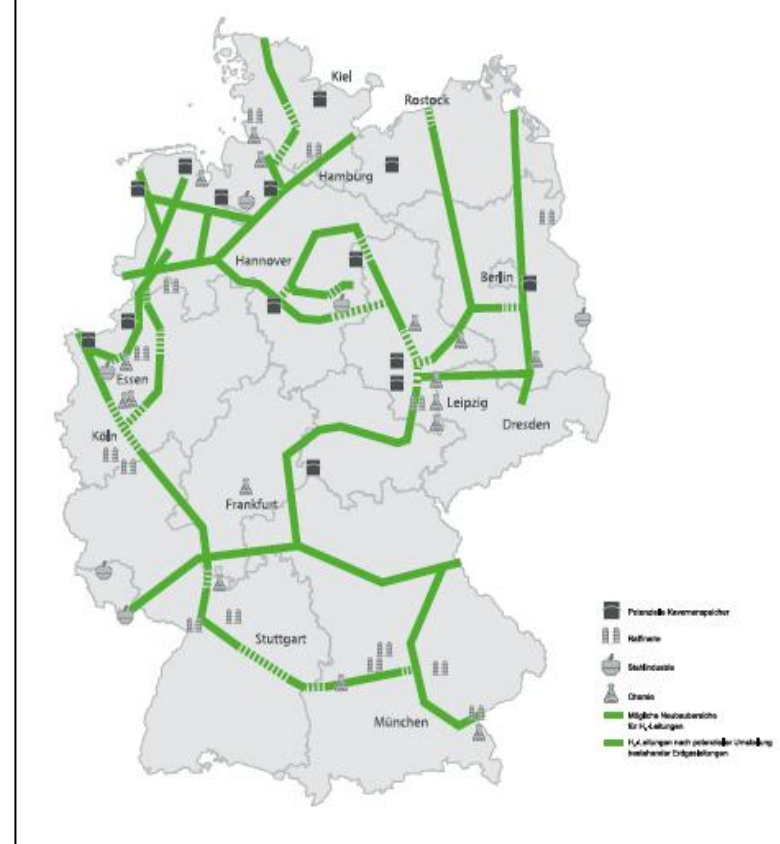 Kiel
Rostock
Hamburg
Hannover
Berlin
Essen
Leipzig
Dresden
Köln
Frankfurt
Stuttgart
München
Potenzielle Kavernenspeicher
Raffinerie
Stahlindustrie
Chemie
Mögliche Neubaubereiche
für H₂-Leitungen
H₂-Leitungen nach potenzieller Umstellung
bestehender Erdgasleitungen